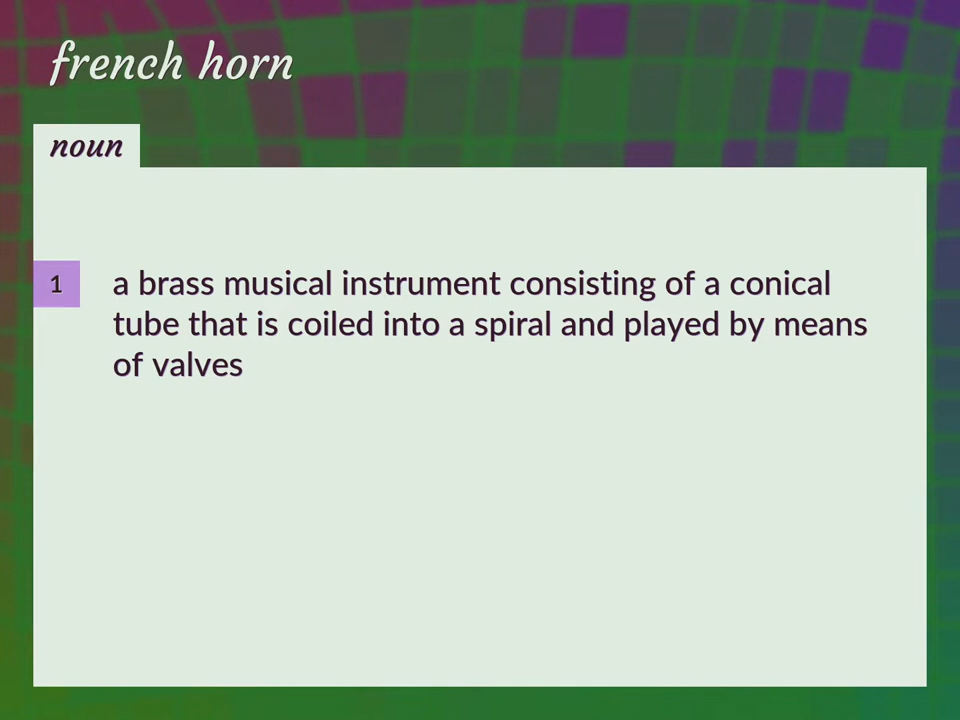 french horn
noun
1
a brass musical instrument consisting of a conical
tube that is coiled into a spiral and played by means
of valves